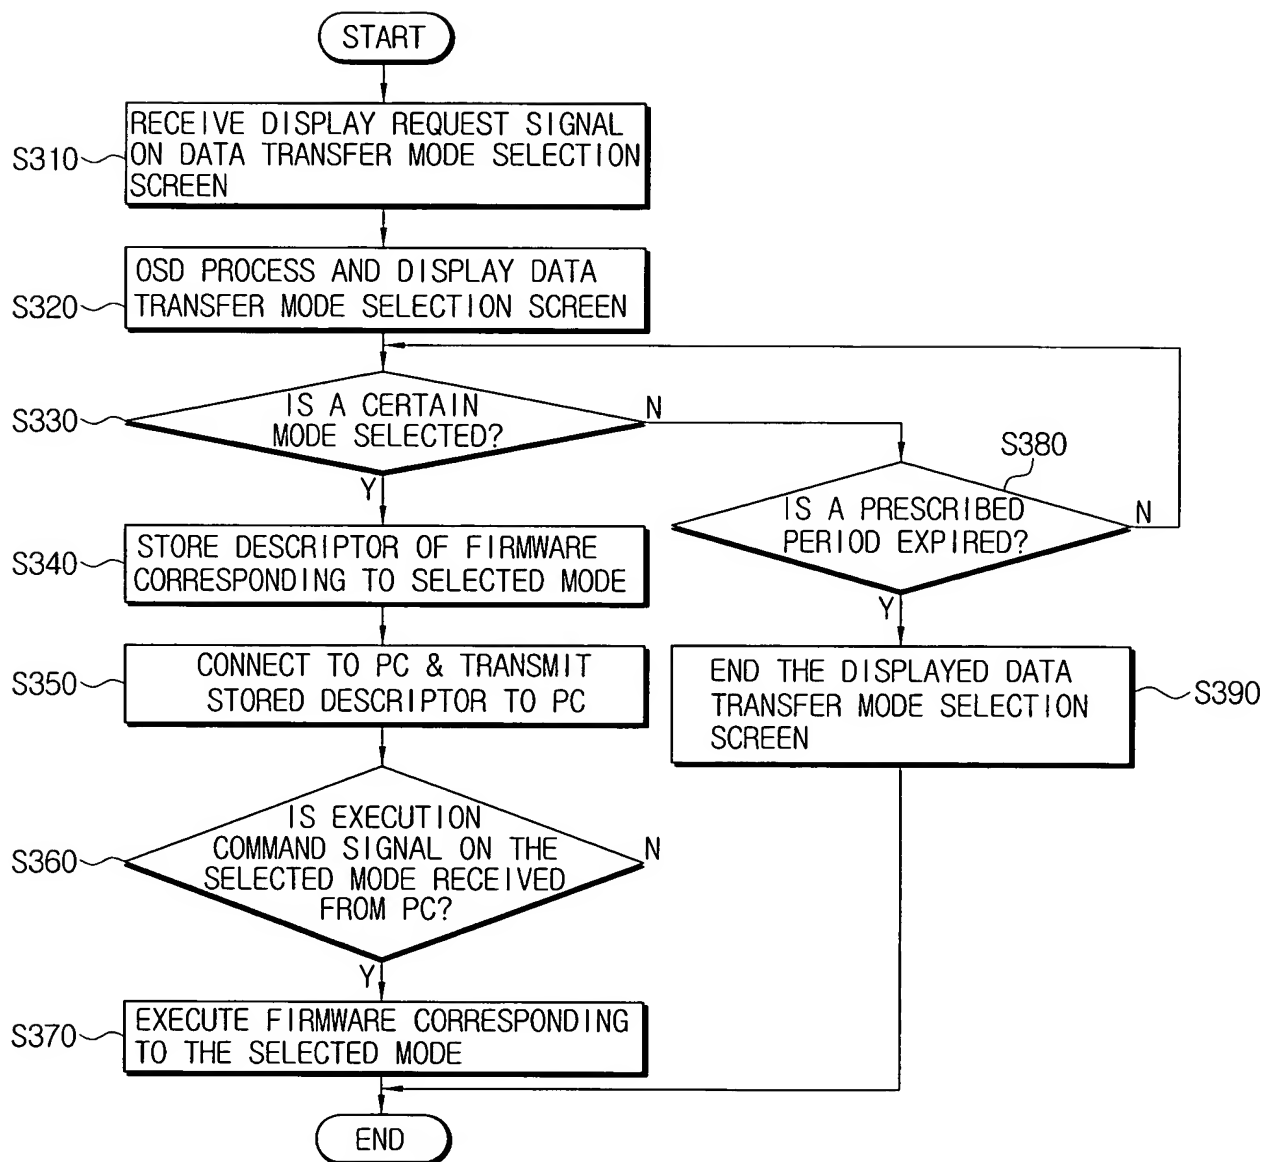 START
S310
RECEIVE DISPLAY REQUEST SIGNAL
ON DATA TRANSFER MODE SELECTION
SCREEN
S320
OSD PROCESS AND DISPLAY DATA
TRANSFER MODE SELECTION SCREEN
S330
IS A CERTAIN
MODE SELECTED?
N
Y
S380
IS A PRESCRIBED
PERIOD EXPIRED?
N
Y
S340
STORE DESCRIPTOR OF FIRMWARE
CORRESPONDING TO SELECTED MODE
S350
CONNECT TO PC & TRANSMIT
STORED DESCRIPTOR TO PC
END THE DISPLAYED DATA
TRANSFER MODE SELECTION
SCREEN
S390
S360
IS EXECUTION
COMMAND SIGNAL ON THE
SELECTED MODE RECEIVED
FROM PC?
N
Y
S370
EXECUTE FIRMWARE CORRESPONDING
TO THE SELECTED MODE
END